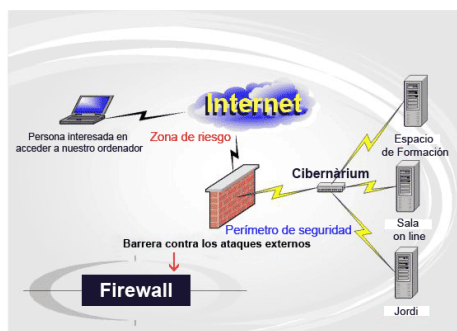 Internet
Persona interesada en
acceder a nuestro ordenador
Zona de riesgo
Espacio
de Formación
Cibernàrium
Perímetro de seguridad
Sala
on line
Barrera contra los ataques externos
Firewall
Jordi